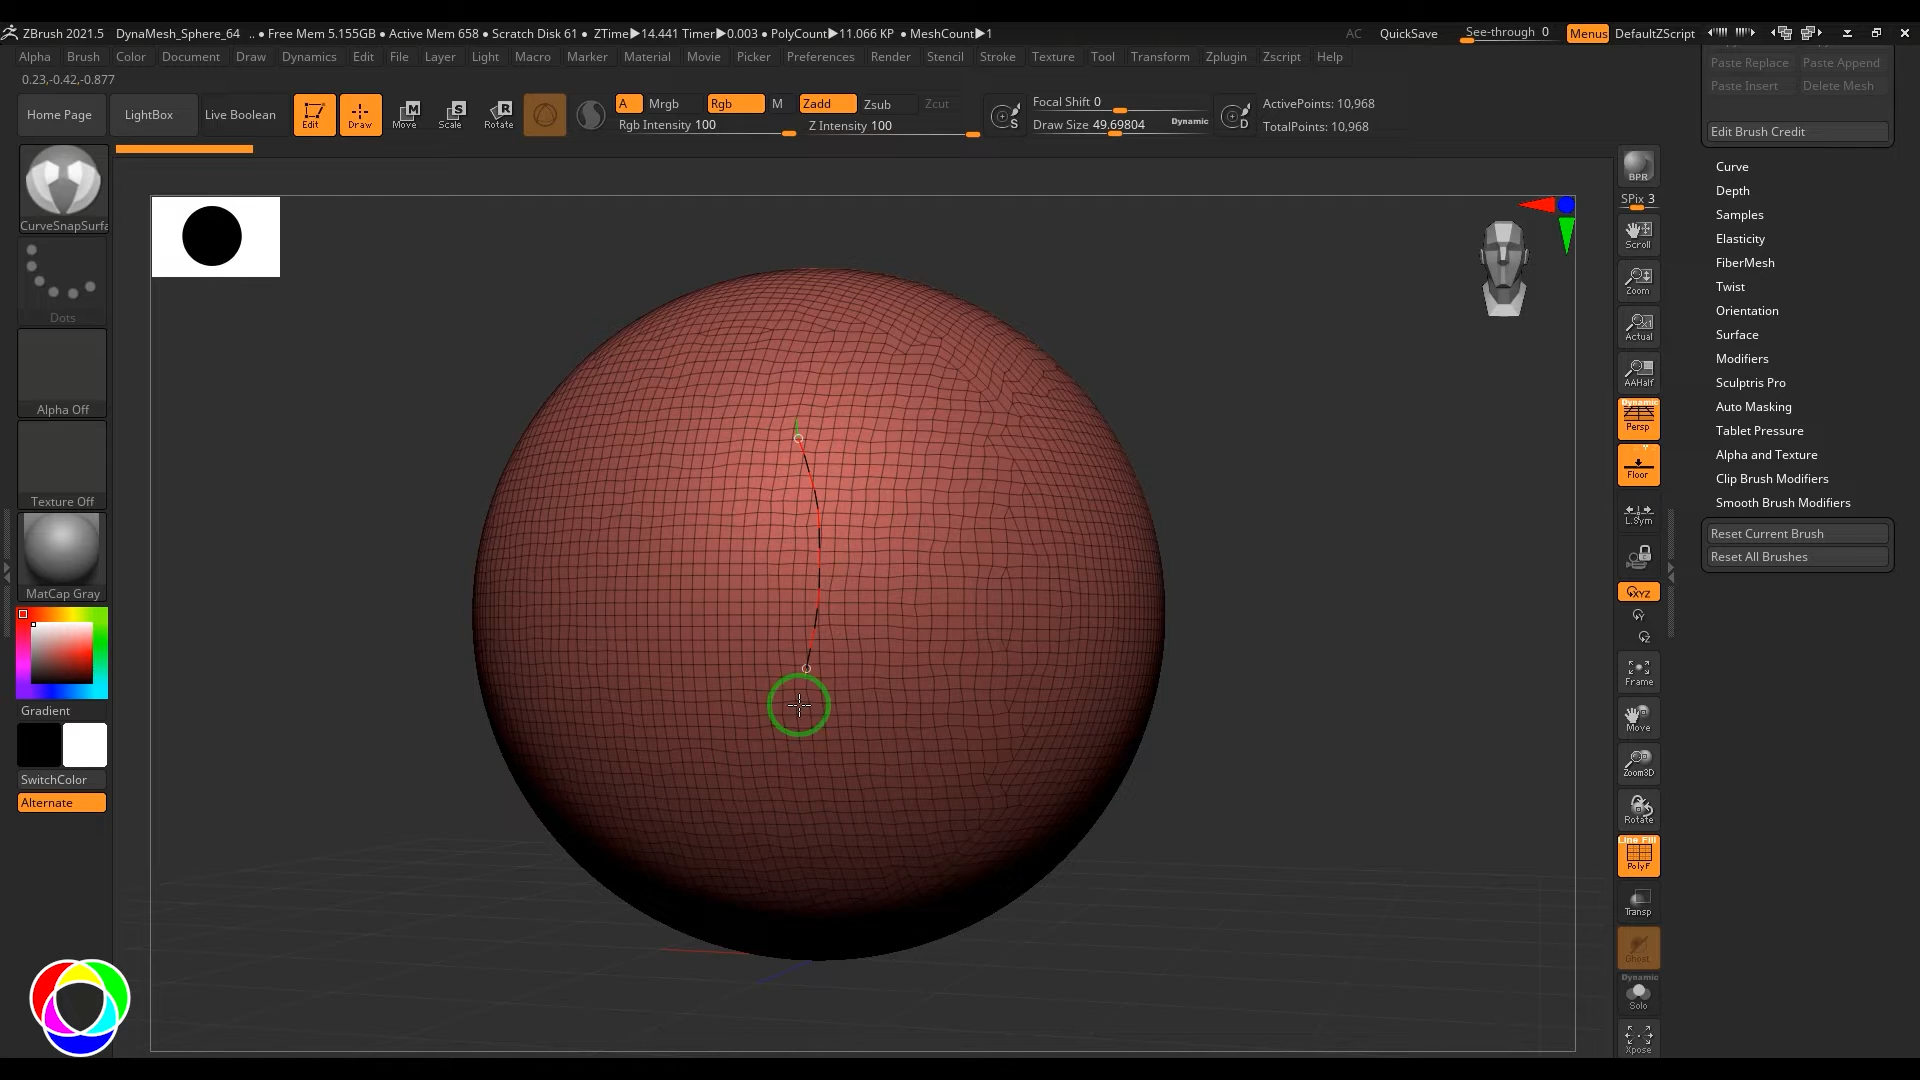 ZBrush 2021.5 DynaMesh_Sphere_64 .. ● Free Mem 5.155GB ● Active Mem 658 ● Scratch Disk 61 ● ZTime▶14.441 Timer▶0.003 ● PolyCount▶11.066 KP ● MeshCount▶1 AC QuickSave See-through 0 Menus DefaultZScript
Alpha Brush Color Document Draw Dynamics Edit File Layer Light Macro Marker Material Movie Picker Preferences Render Stencil Stroke Texture Tool Transform Zplugin Zscript Help
0.23,-0.42,-0.877
Home Page LightBox Live Boolean Edit Draw Move Scale Rotate
A Mrgb Rgb M Zadd Zsub Zcut
Rgb Intensity 100 Z Intensity 100
S Focal Shift 0
Draw Size 49.69804 Dynamic D
ActivePoints: 10,968
TotalPoints: 10,968
CurveSnapSurfa
Dots
Alpha Off
Texture Off
MatCap Gray
Gradient
SwitchColor
Alternate
BPR
SPix 3
Scroll
Zoom
Actual
AAHalf
Dynamic
Persp
Floor
L.Sym
XYZ
Y
Z
Frame
Move
Zoom3D
Rotate
Line Fill
PolyF
Transp
Ghost
Dynamic
Solo
Xpose
Paste Replace Paste Append
Paste Insert Delete Mesh
Edit Brush Credit
Curve
Depth
Samples
Elasticity
FiberMesh
Twist
Orientation
Surface
Modifiers
Sculptris Pro
Auto Masking
Tablet Pressure
Alpha and Texture
Clip Brush Modifiers
Smooth Brush Modifiers
Reset Current Brush
Reset All Brushes